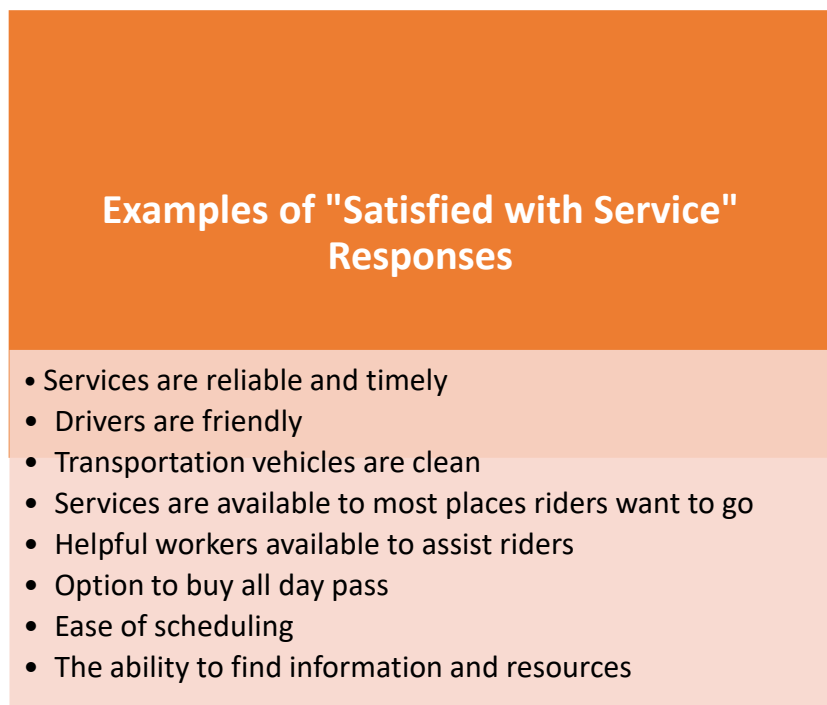 Examples of "Satisfied with Service"
Responses
• Services are reliable and timely
• Drivers are friendly
• Transportation vehicles are clean
• Services are available to most places riders want to go
• Helpful workers available to assist riders
• Option to buy all day pass
• Ease of scheduling
• The ability to find information and resources